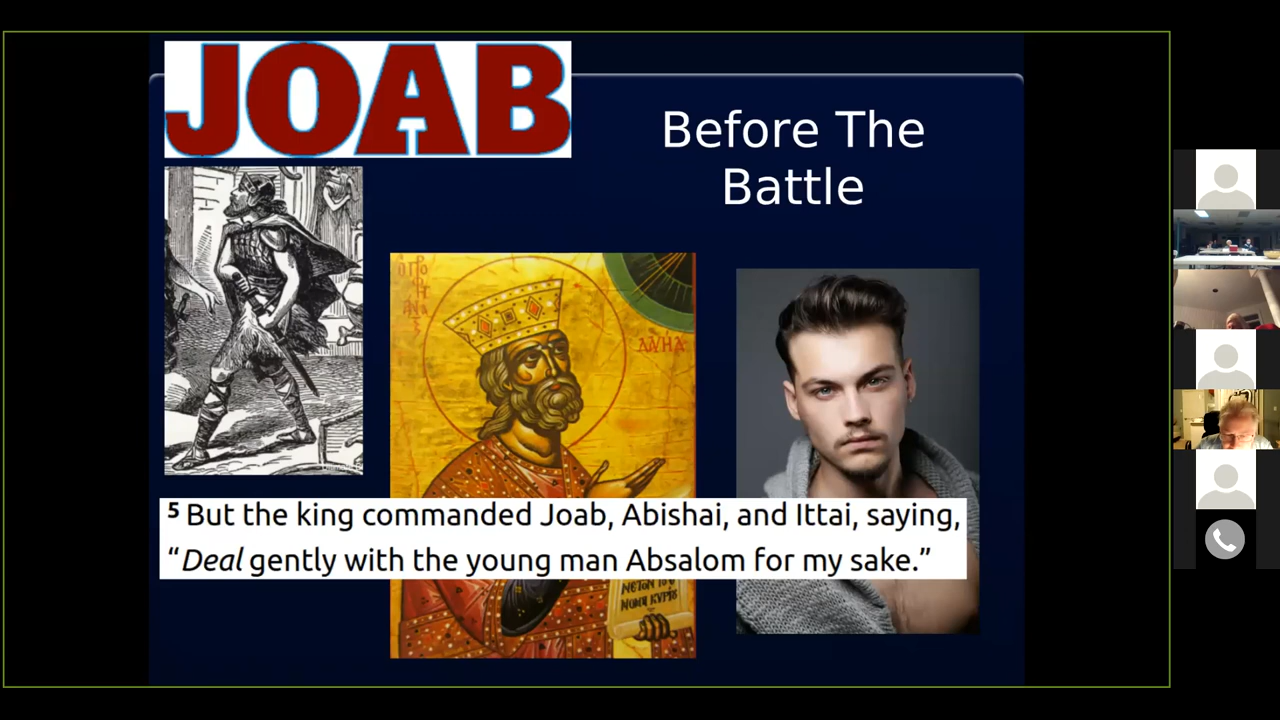 JOAB
Before The
Battle
5 But the king commanded Joab, Abishai, and Ittai, saying,
“Deal gently with the young man Absalom for my sake.”